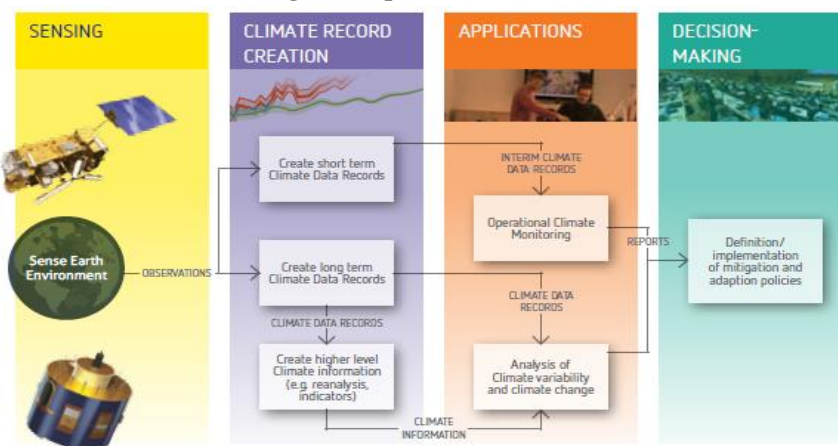 SENSING
CLIMATE RECORD
CREATION
APPLICATIONS
DECISION-
MAKING
Sense Earth
Environment
OBSERVATIONS
Create short term
Climate Data Records
Create long term
Climate Data Records
CLIMATE DATA RECORDS
Create higher level
Climate information
(e.g. reanalysis,
indicators)
CLIMATE
INFORMATION
INTERIM CLIMATE
DATA RECORDS
Operational Climate
Monitoring
CLIMATE DATA
RECORDS
Analysis of
Climate variability
and climate change
REPORTS
Definition/
implementation
of mitigation and
adaption policies